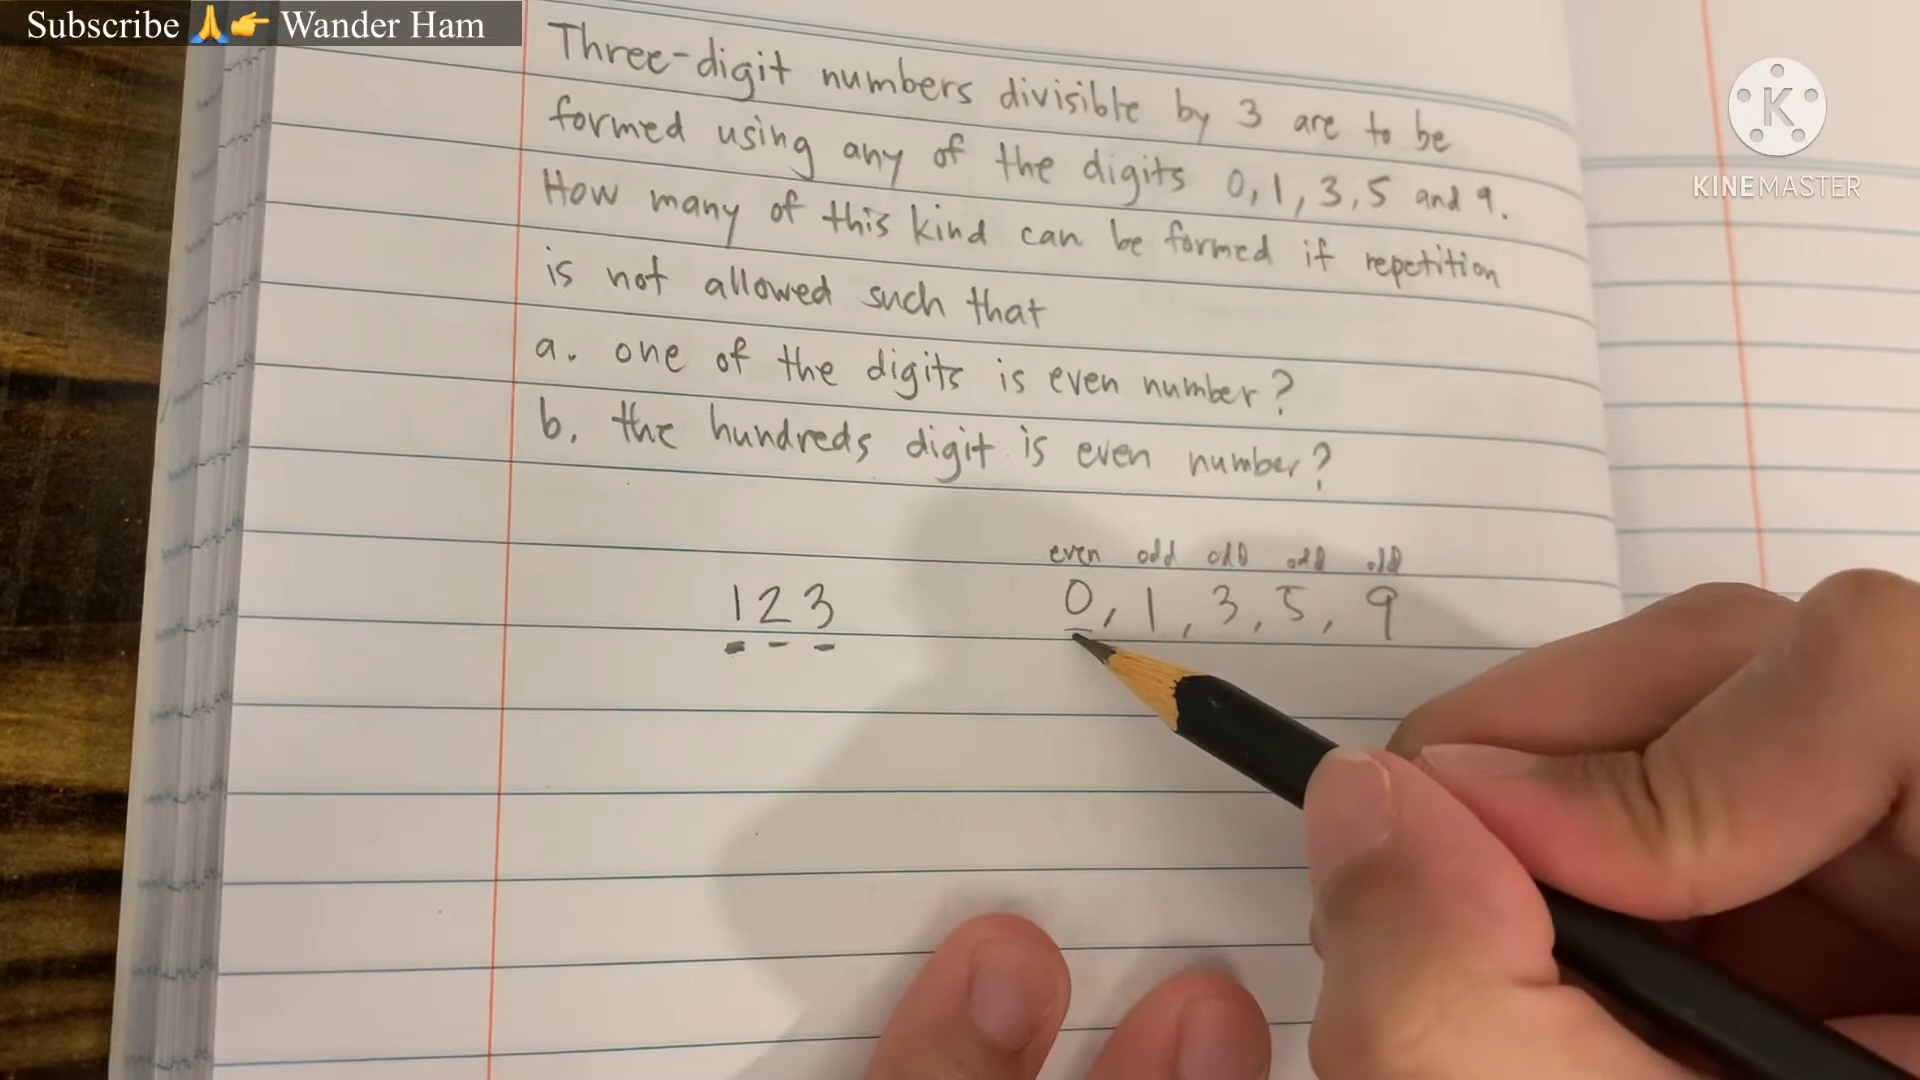 Subscribe 🙏👉 Wander Ham
KINEMASTER
Three-digit numbers divisible by 3 are to be
formed using any of the digits 0, 1, 3, 5 and 9.
How many of this kind can be formed if repetition
is not allowed such that
a. one of the digits is even number?
b. the hundreds digit is even number?
even odd odd odd odd
123 0, 1, 3, 5, 9